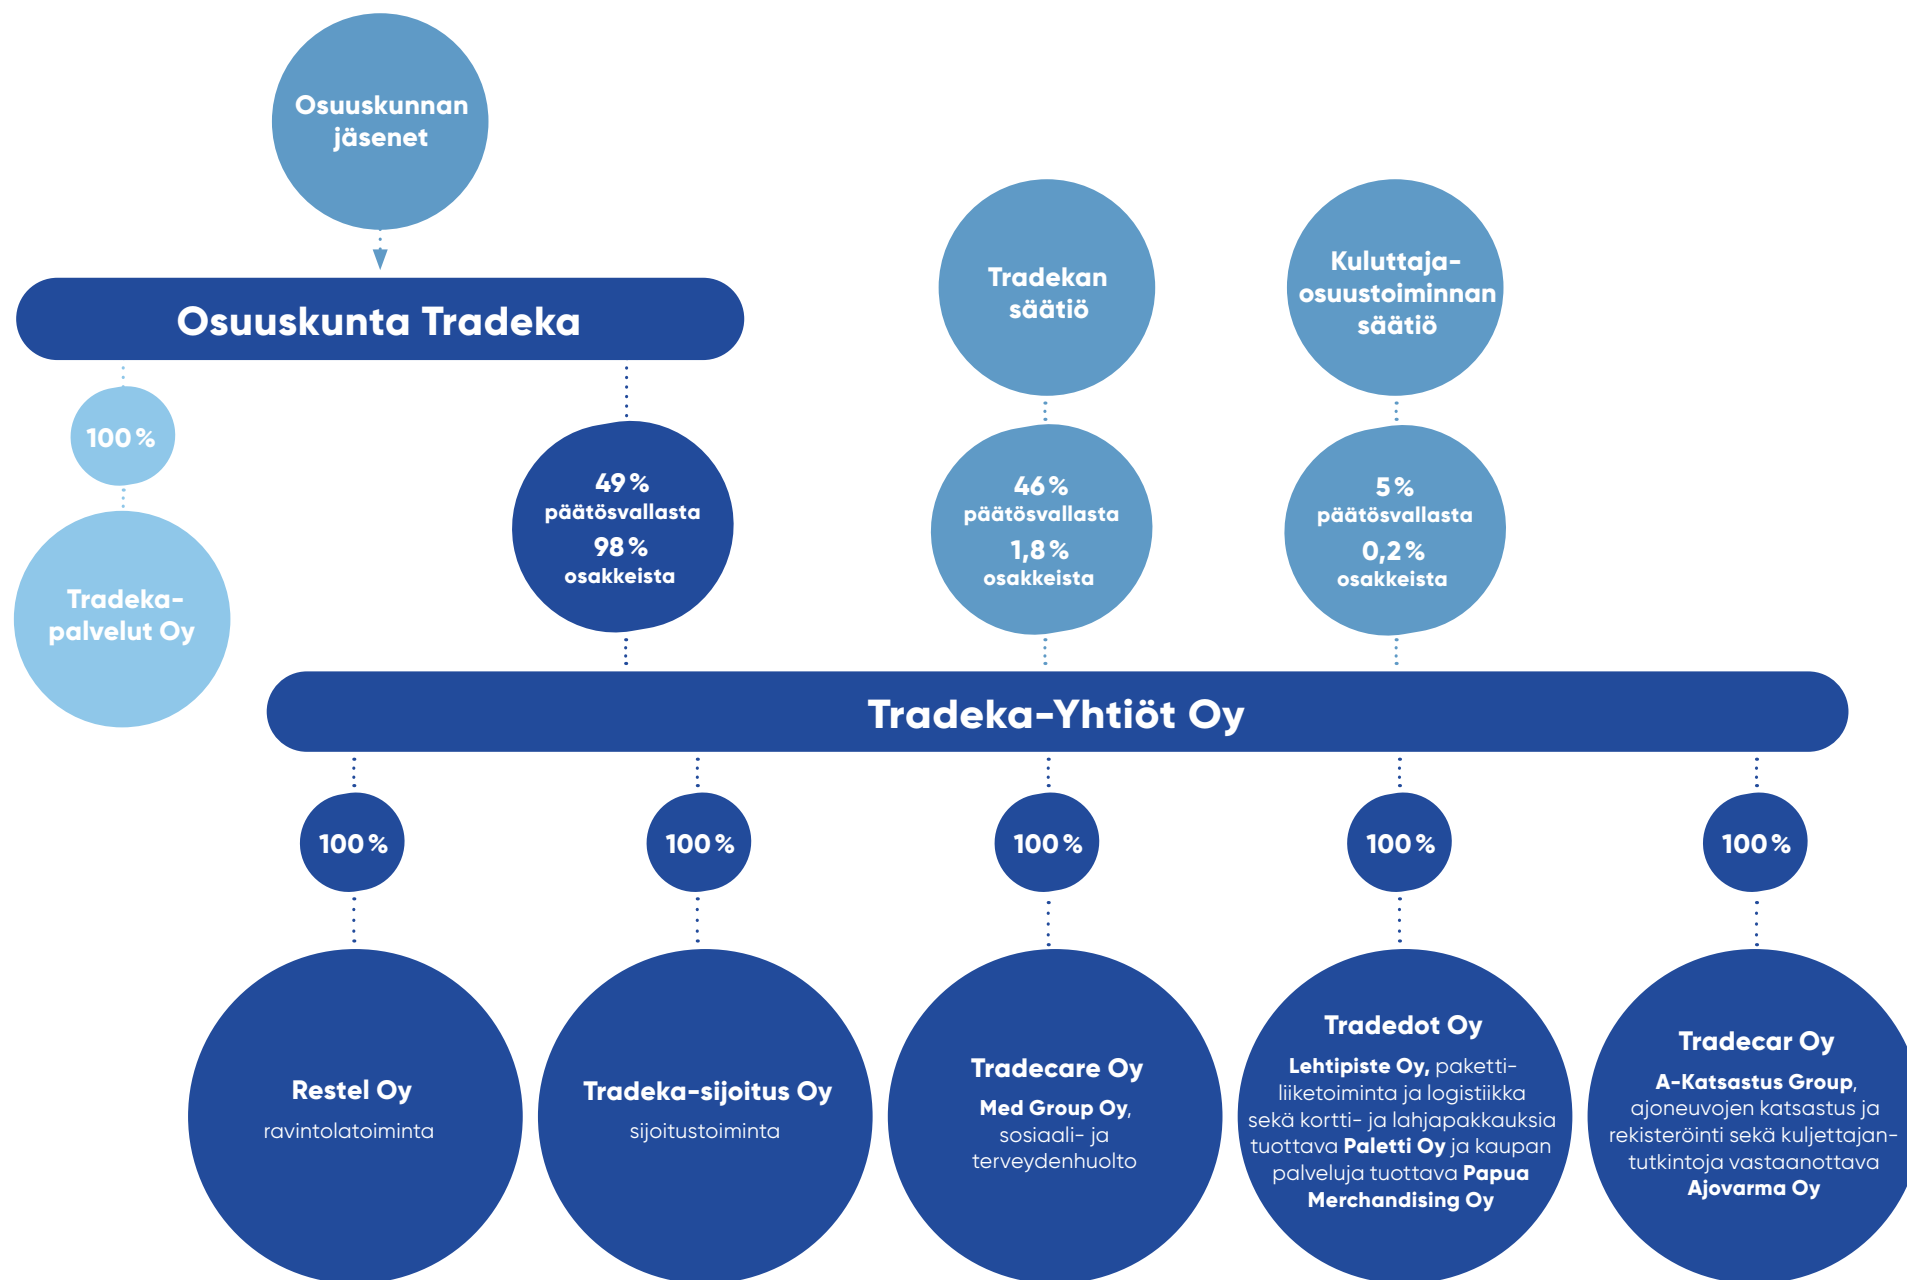 Osuuskunnan
jäsenet
Osuuskunta Tradeka
Tradekan
säätiö
Kuluttaja-
osuustoiminnan
säätiö
100 %
Tradeka-
palvelut Oy
49 %
päätösvallasta
98 %
osakkeista
46 %
päätösvallasta
1,8 %
osakkeista
5 %
päätösvallasta
0,2 %
osakkeista
Tradeka-Yhtiöt Oy
100 %
100 %
100 %
100 %
100 %
Restel Oy
ravintolatoiminta
Tradeka-sijoitus Oy
sijoitustoiminta
Tradecare Oy
Med Group Oy,
sosiaali- ja
terveydenhuolto
Tradedot Oy
Lehtipiste Oy, paketti-
liiketoiminta ja logistiikka
sekä kortti- ja lahjapakkauksia
tuottava Paletti Oy ja kaupan
palveluja tuottava Papua
Merchandising Oy
Tradecar Oy
A-Katsastus Group,
ajoneuvojen katsastus ja
rekisteröinti sekä kuljettajan-
tutkintoja vastaanottava
Ajovarma Oy